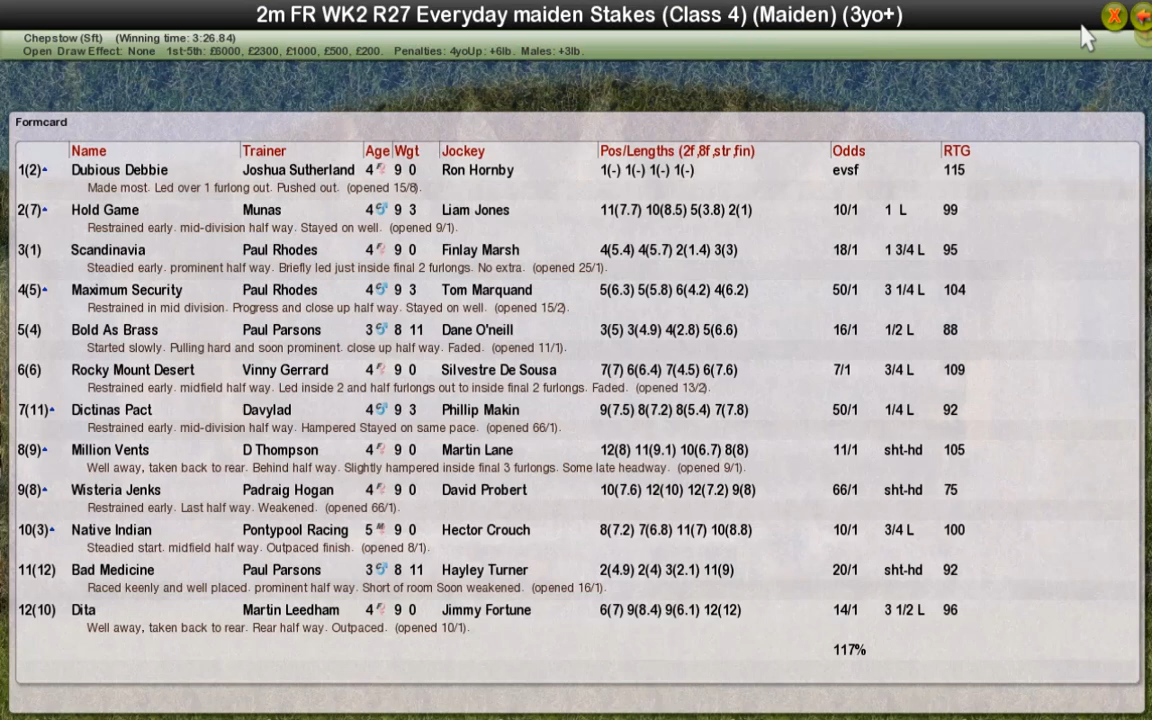 2m FR WK2 R27 Everyday maiden Stakes (Class 4) (Maiden) (3yo+)
X
Chepstow (Sft) (Winning time: 3:26.84)
Open Draw Effect: None 1st-5th: £6000, £2300, £1000, £500, £200. Penalties: 4yoUp: +6lb. Males: +3lb.
Formcard
Name Trainer Age Wgt Jockey Pos/Lengths (2f,8f,str,fin) Odds RTG
1(2) Dubious Debbie Joshua Sutherland 4 9 0 Ron Hornby 1(-) 1(-) 1(-) 1(-) evsf 115
Made most. Led over 1 furlong out. Pushed out. (opened 15/8).
2(7) Hold Game Munas 4 9 3 Liam Jones 11(7.7) 10(8.5) 5(3.8) 2(1) 10/1 1 L 99
Restrained early. mid-division half way. Stayed on well. (opened 9/1).
3(1) Scandinavia Paul Rhodes 4 9 0 Finlay Marsh 4(5.4) 4(5.7) 2(1.4) 3(3) 18/1 1 3/4 L 95
Steadied early. prominent half way. Briefly led just inside final 2 furlongs. No extra. (opened 25/1).
4(5) Maximum Security Paul Rhodes 4 9 3 Tom Marquand 5(6.3) 5(5.8) 6(4.2) 4(6.2) 50/1 3 1/4 L 104
Restrained in mid division. Progress and close up half way. Stayed on well. (opened 15/2).
5(4) Bold As Brass Paul Parsons 3 8 11 Dane O'neill 3(5) 3(4.9) 4(2.8) 5(6.6) 16/1 1/2 L 88
Started slowly. Pulling hard and soon prominent. close up half way. Faded. (opened 11/1).
6(6) Rocky Mount Desert Vinny Gerrard 4 9 0 Silvestre De Sousa 7(7) 6(6.4) 7(4.5) 6(7.6) 7/1 3/4 L 109
Restrained early. midfield half way. Led inside 2 and half furlongs out to inside final 2 furlongs. Faded. (opened 13/2).
7(11) Dictinas Pact Davylad 4 9 3 Phillip Makin 9(7.5) 8(7.2) 8(5.4) 7(7.8) 50/1 1/4 L 92
Restrained early. mid-division half way. Hampered Stayed on same pace. (opened 66/1).
8(9) Million Vents D Thompson 4 9 0 Martin Lane 12(8) 11(9.1) 10(6.7) 8(8) 11/1 sht-hd 105
Well away, taken back to rear. Behind half way. Slightly hampered inside final 3 furlongs. Some late headway. (opened 9/1).
9(8) Wisteria Jenks Padraig Hogan 4 9 0 David Probert 10(7.6) 12(10) 12(7.2) 9(8) 66/1 sht-hd 75
Restrained early. Last half way. Weakened. (opened 66/1).
10(3) Native Indian Pontypool Racing 5 9 0 Hector Crouch 8(7.2) 7(6.8) 11(7) 10(8.8) 10/1 3/4 L 100
Steadied start. midfield half way. Outpaced finish. (opened 8/1).
11(12) Bad Medicine Paul Parsons 3 8 11 Hayley Turner 2(4.9) 2(4) 3(2.1) 11(9) 20/1 sht-hd 92
Raced keenly and well placed. prominent half way. Short of room Soon weakened. (opened 16/1).
12(10) Dita Martin Leedham 4 9 0 Jimmy Fortune 6(7) 9(8.4) 9(6.1) 12(12) 14/1 3 1/2 L 96
Well away, taken back to rear. Rear half way. Outpaced. (opened 10/1).
117%